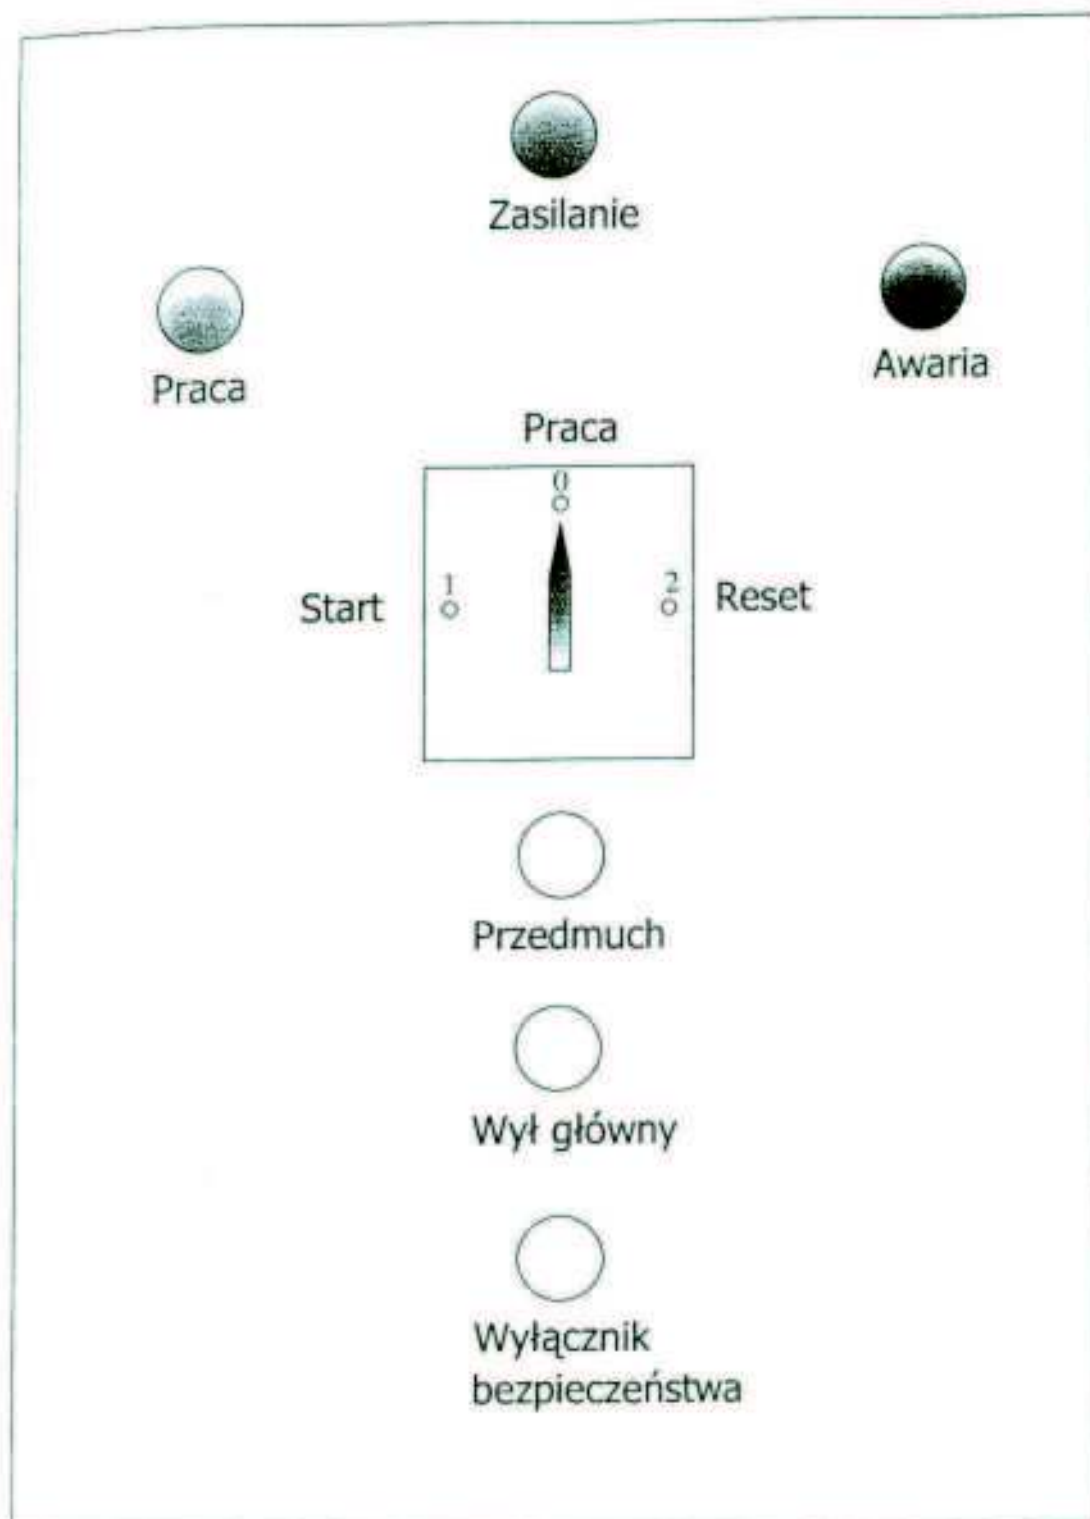 Zasilanie
Praca
Awaria
Praca
0
Start
1
2
Reset
Przedmuch
Wył główny
Wyłącznik
bezpieczeństwa